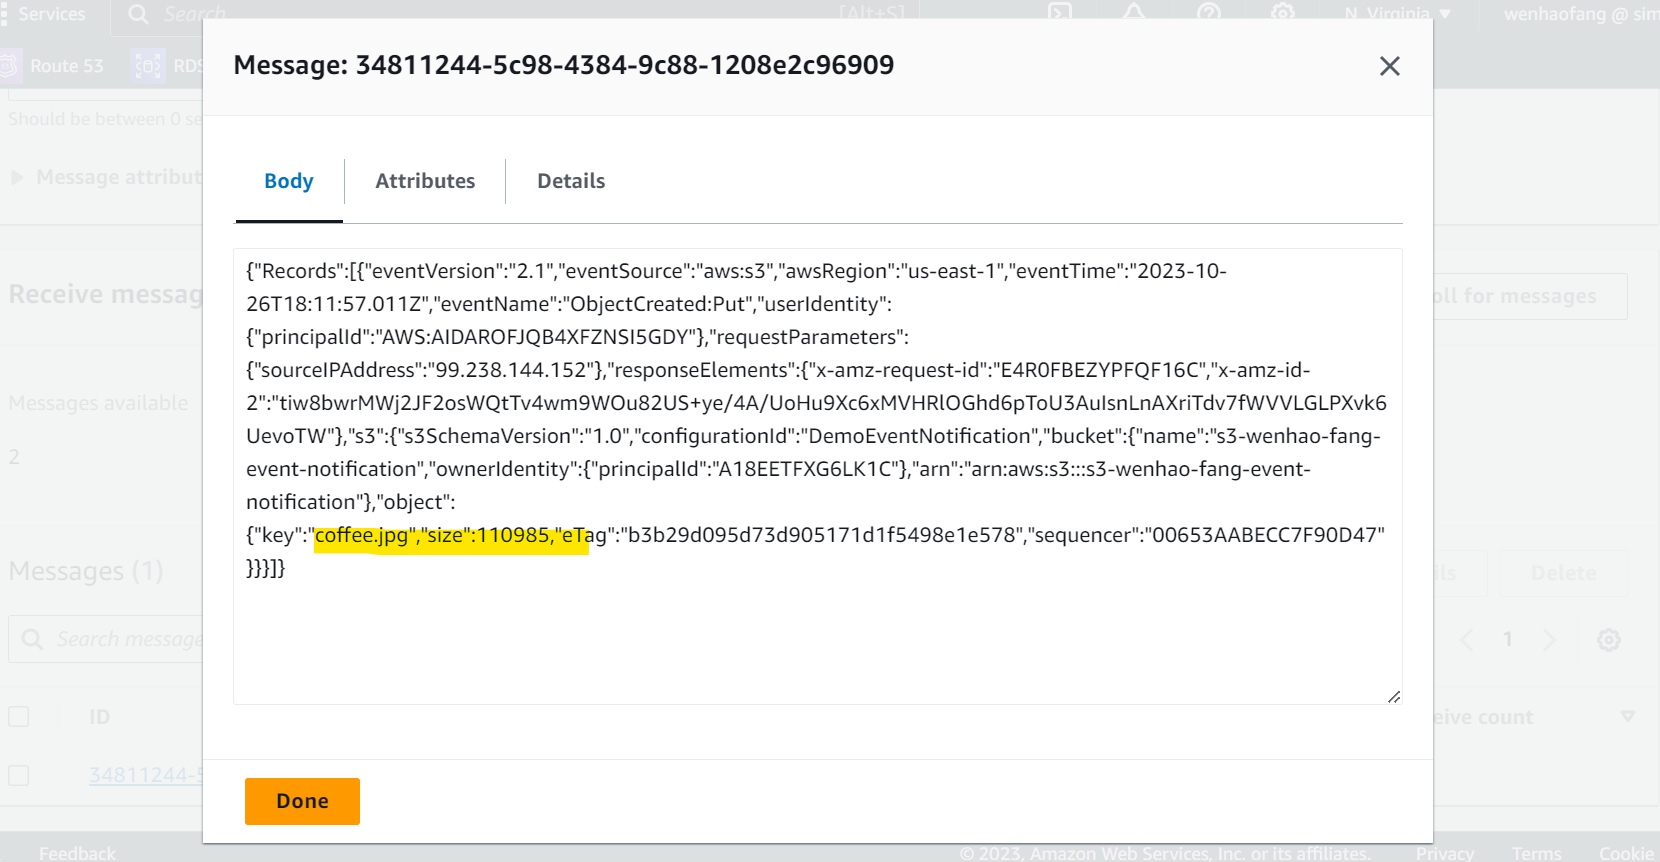 Services
Search
[Alt+S]
N. Virginia
wenhaofang @ sim
Route 53
RDS
Message: 34811244-5c98-4384-9c88-1208e2c96909
Should be between 0 se
Message attribut
Body
Attributes
Details
{"Records":[{"eventVersion":"2.1","eventSource":"aws:s3","awsRegion":"us-east-1","eventTime":"2023-10-
26T18:11:57.011Z","eventName":"ObjectCreated:Put","userIdentity":
{"principalId":"AWS:AIDAROFJQB4XFZNSI5GDY"},"requestParameters":
{"sourceIPAddress":"99.238.144.152"},"responseElements":{"x-amz-request-id":"E4R0FBEZYPFQF16C","x-amz-id-
2":"tiw8bwrMWj2JF2osWQtTv4wm9WOu82US+ye/4A/UoHu9Xc6xMVHRlOGhd6pToU3AuIsnLnAXriTdv7fWVVLGLPXvk6
UevoTW"},"s3":{"s3SchemaVersion":"1.0","configurationId":"DemoEventNotification","bucket":{"name":"s3-wenhao-fang-
event-notification","ownerIdentity":{"principalId":"A18EETFXG6LK1C"},"arn":"arn:aws:s3:::s3-wenhao-fang-event-
notification"},"object":
{"key":"coffee.jpg","size":110985,"eTag":"b3b29d095d73d905171d1f5498e1e578","sequencer":"00653AABECC7F90D47"
}}}]}
Receive messag
oll for messages
Messages available
2
Messages (1)
ils
Delete
Search message
1
ID
eive count
34811244-5
Done
Feedback
© 2023, Amazon Web Services, Inc. or its affiliates.
Privacy
Terms
Cookie